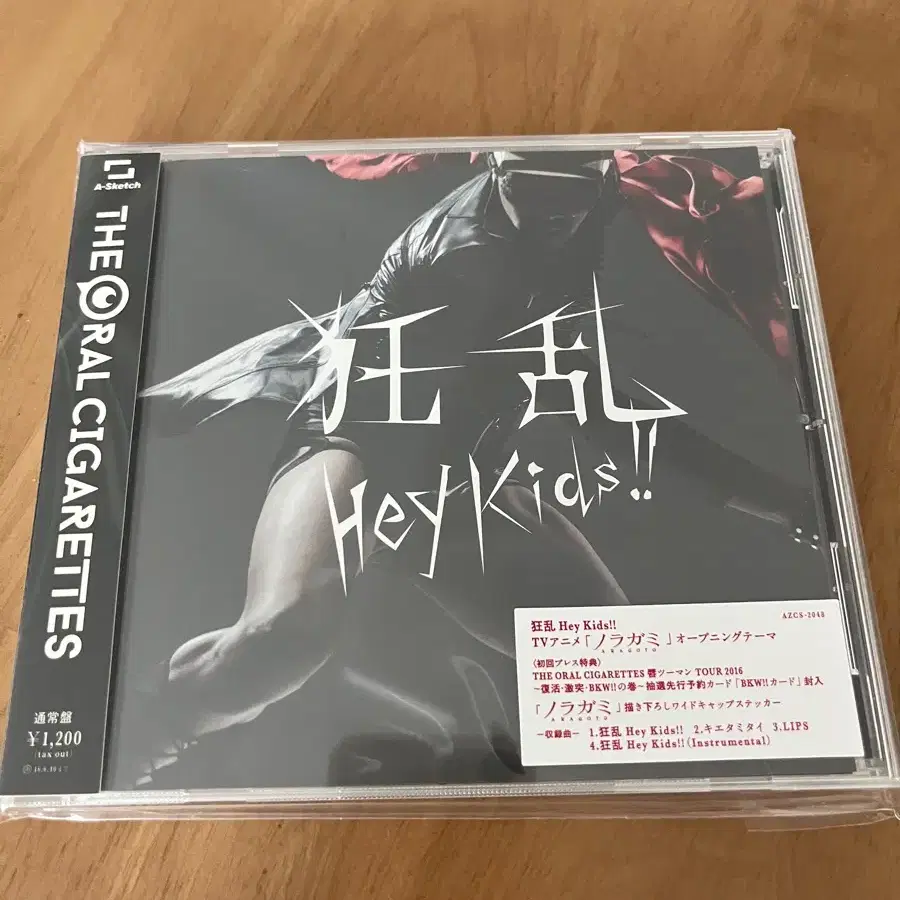 A-Sketch
THE ORAL CIGARETTES
通常盤
¥1,200
(tax out)
狂乱
Hey Kids!!
AZCS-2048
狂乱 Hey Kids!!
TVアニメ「ノラガミ」オープニングテーマ
ARAGOTO
〈初回プレス特典〉
THE ORAL CIGARETTES 唇ツーマン TOUR 2016
〜復活・激突・BKW!!の巻〜抽選先行予約カード「BKW!!カード」封入
「ノラガミ」描き下ろしワイドキャップステッカー
ARAGOTO
―収録曲― 1.狂乱 Hey Kids!! 2.キエタミタイ 3.LIPS
4.狂乱 Hey Kids!!(Instrumental)